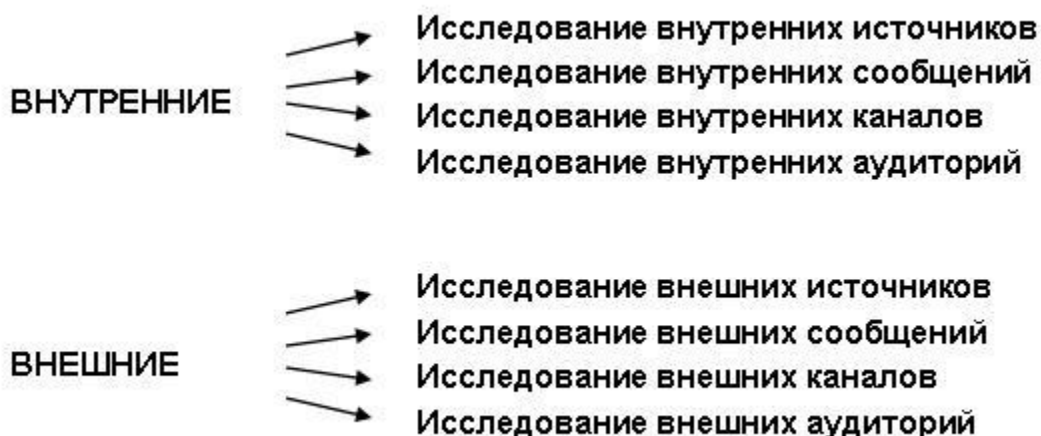 ВНУТРЕННИЕ
Исследование внутренних источников
Исследование внутренних сообщений
Исследование внутренних каналов
Исследование внутренних аудиторий
ВНЕШНИЕ
Исследование внешних источников
Исследование внешних сообщений
Исследование внешних каналов
Исследование внешних аудиторий